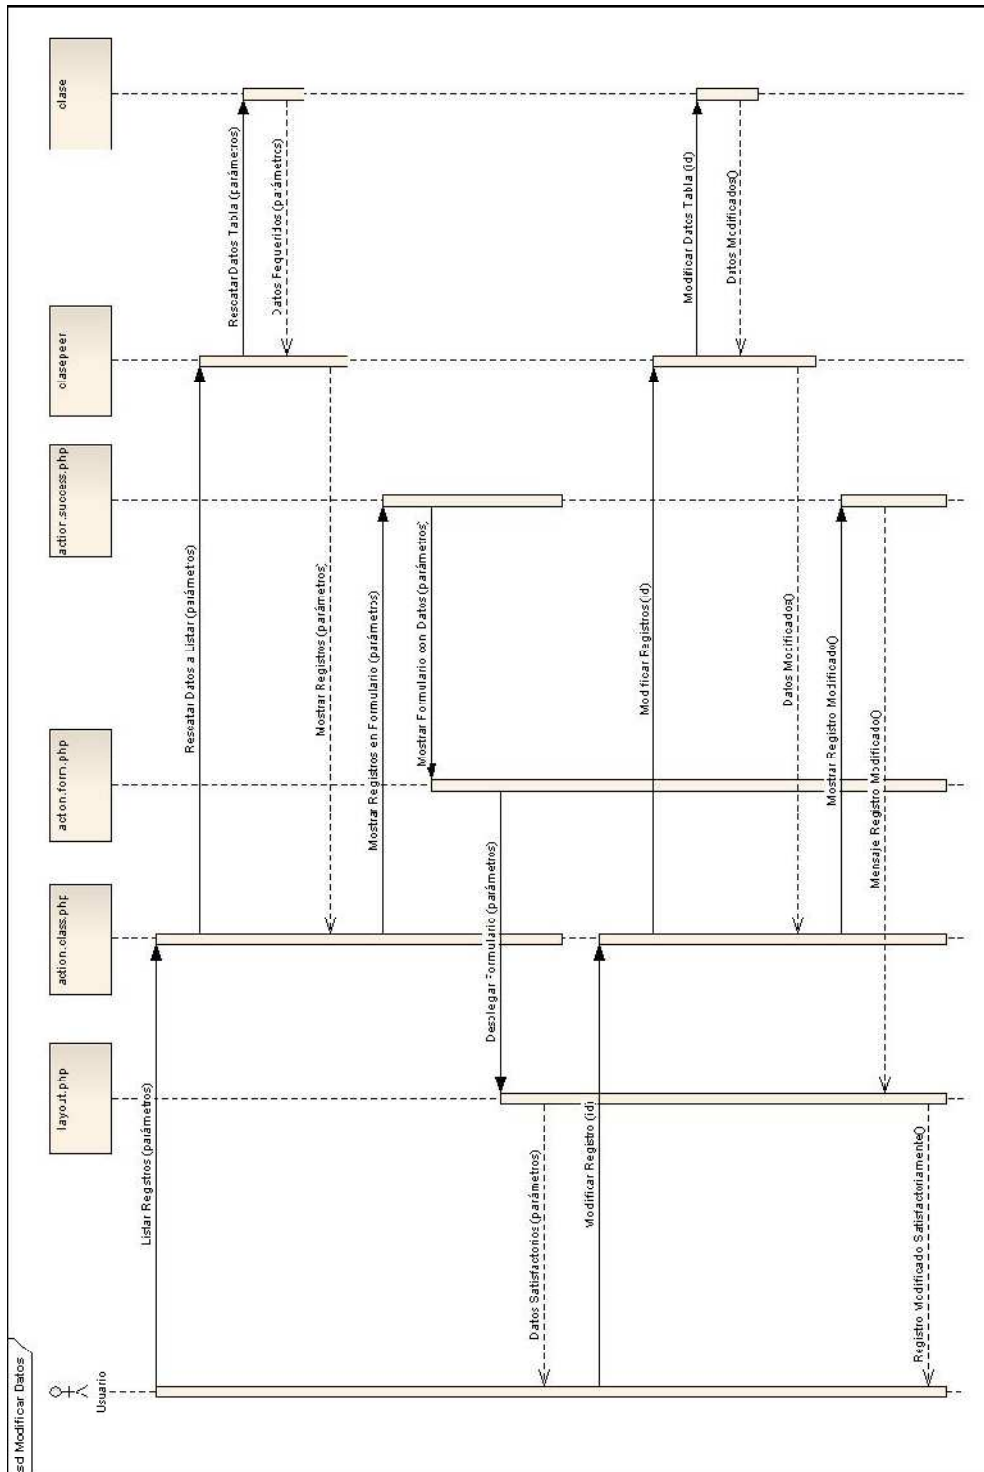 sd Modificar Datos
Usuario
layout.php
action.class.php
action.form.php
action.success.php
clasepeer
clase
Listar Registros (parámetros)
Rescatar Datos a Listar (parámetros)
Rescatar Datos Tabla (parámetros)
Datos Requeridos (parámetros)
Mostrar Registros (parámetros)
Mostrar Registros en Formulario (parámetros)
Mostrar Formulario con Datos (parámetros)
Desplegar Formulario (parámetros)
Datos Satisfactorios (parámetros)
Modificar Registro (id)
Modificar Registros (id)
Modificar Datos Tabla (id)
Datos Modificados()
Datos Modificados()
Mostrar Registro Modificado()
Mensaje Registro Modificado()
Registro Modificado Satisfactoriamente()